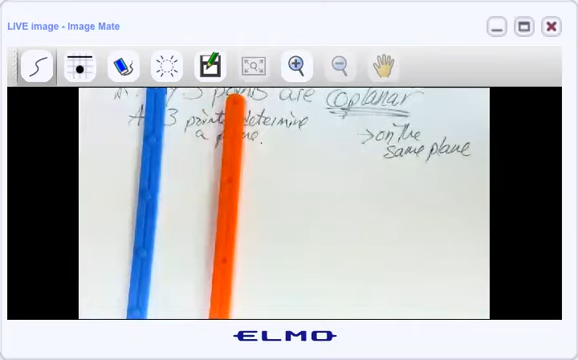 LIVE image - Image Mate
3 points are coplanar
3 points determine
a plane.
→ on the
same plane
ELMO